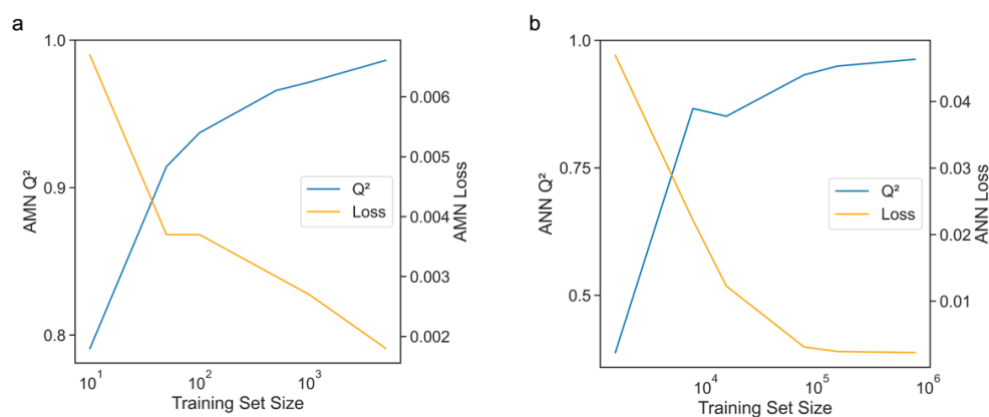 a
1.0
0.9
0.8
AMN Q²
0.006
0.005
0.004
0.003
0.002
AMN Loss
Q²
Loss
10¹
10²
10³
Training Set Size
b
1.0
0.75
0.5
ANN Q²
0.04
0.03
0.02
0.01
ANN Loss
Q²
Loss
10⁴
10⁵
10⁶
Training Set Size